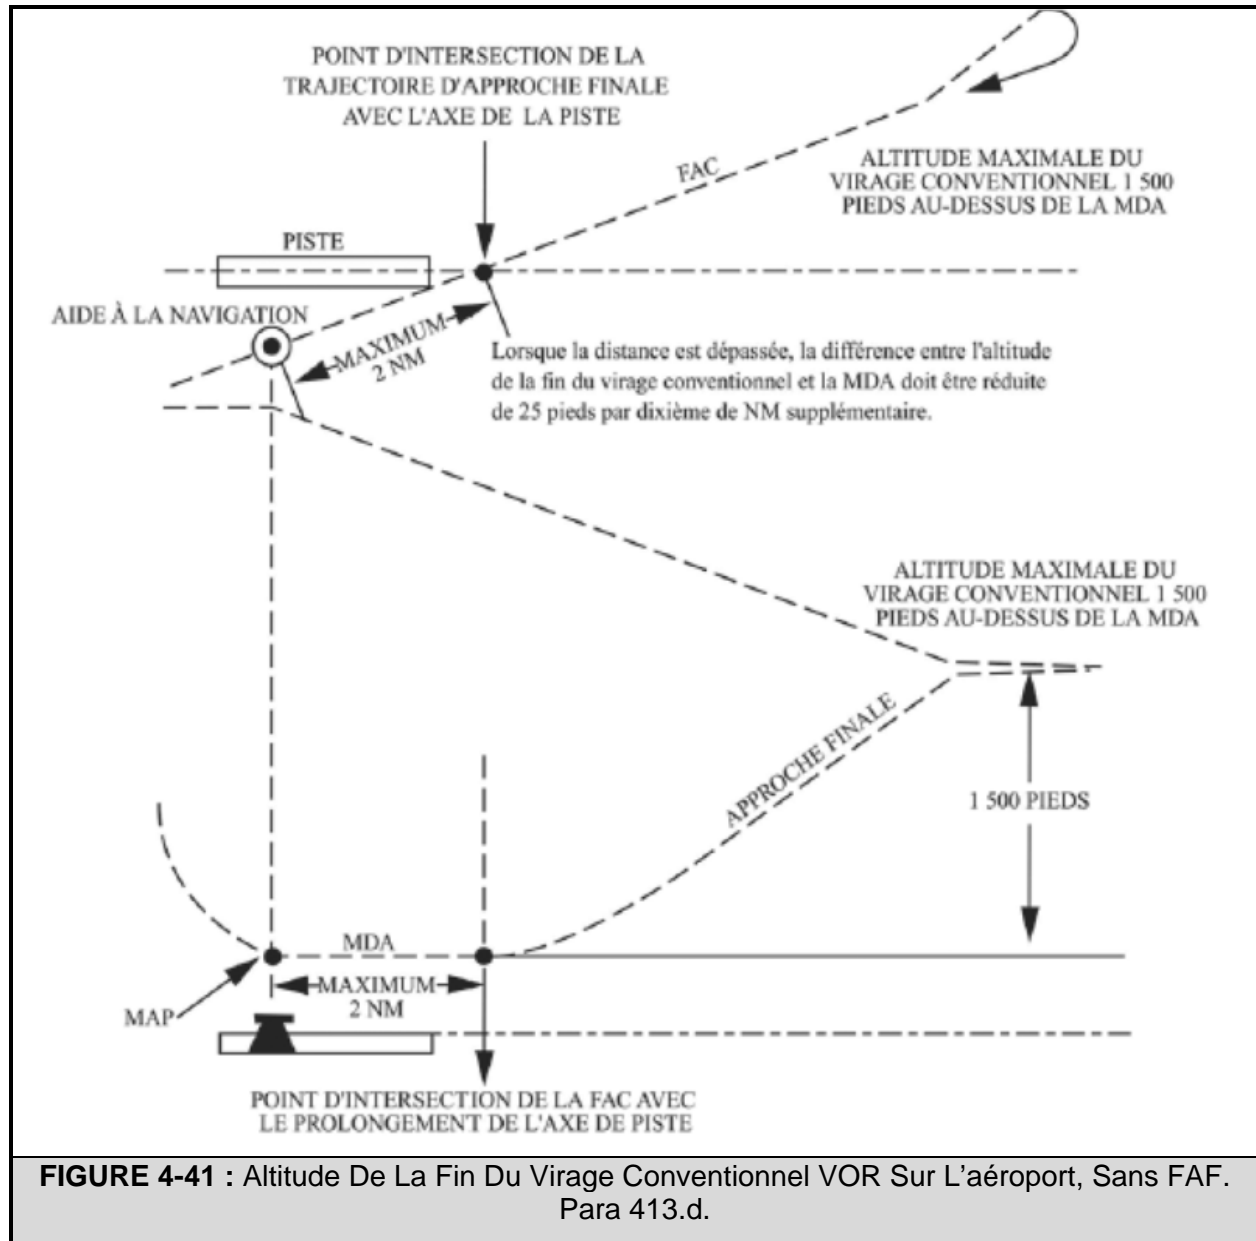 POINT D'INTERSECTION DE LA
TRAJECTOIRE D'APPROCHE FINALE
AVEC L'AXE DE LA PISTE
FAC
ALTITUDE MAXIMALE DU
VIRAGE CONVENTIONNEL 1 500
PIEDS AU-DESSUS DE LA MDA
PISTE
AIDE À LA NAVIGATION
MAXIMUM
2 NM
Lorsque la distance est dépassée, la différence entre l'altitude
de la fin du virage conventionnel et la MDA doit être réduite
de 25 pieds par dixième de NM supplémentaire.
ALTITUDE MAXIMALE DU
VIRAGE CONVENTIONNEL 1 500
PIEDS AU-DESSUS DE LA MDA
APPROCHE FINALE
1 500 PIEDS
MDA
MAXIMUM
2 NM
MAP
POINT D'INTERSECTION DE LA FAC AVEC
LE PROLONGEMENT DE L'AXE DE PISTE
FIGURE 4-41 : Altitude De La Fin Du Virage Conventionnel VOR Sur L’aéroport, Sans FAF.
Para 413.d.